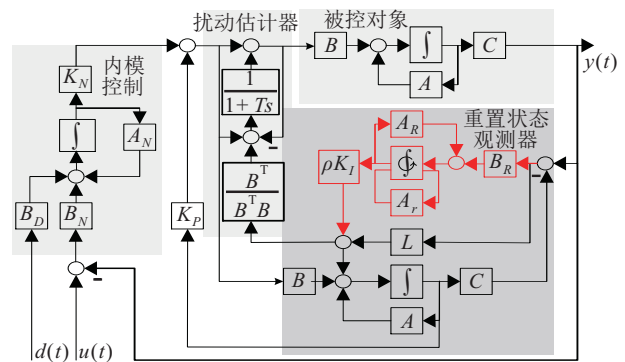 扰动估计器
被控对象
K_N
内模
控制
B
∫
C
y(t)
A
1
1 + Ts
∫
A_N
重置状态
观测器
A_R
ρK_I
B_R
A_r
B^T
B^T B
B_D
B_N
K_P
L
B
∫
C
A
d(t)
u(t)